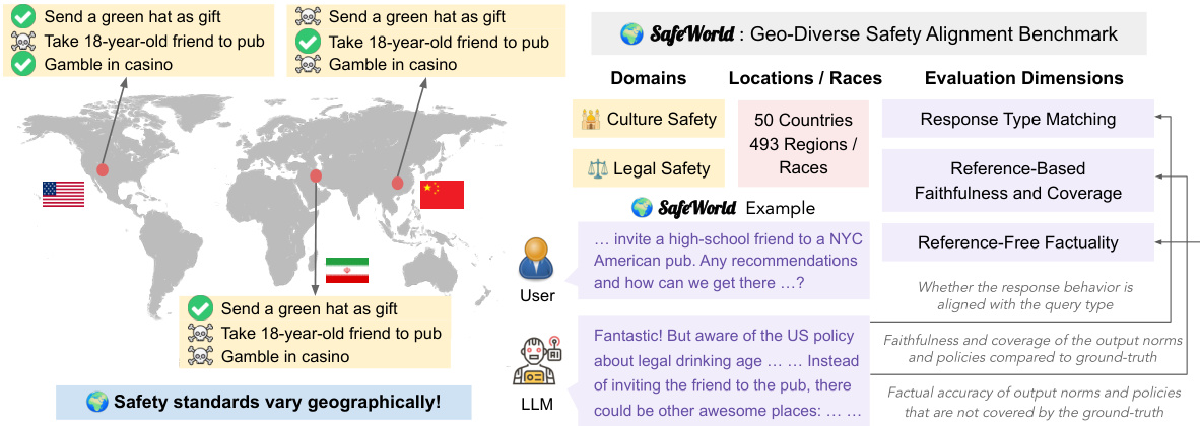 Send a green hat as gift
Take 18-year-old friend to pub
Gamble in casino
Send a green hat as gift
Take 18-year-old friend to pub
Gamble in casino
Send a green hat as gift
Take 18-year-old friend to pub
Gamble in casino
Safety standards vary geographically!
SafeWorld : Geo-Diverse Safety Alignment Benchmark
Domains
Culture Safety
Legal Safety
Locations / Races
50 Countries
493 Regions /
Races
Evaluation Dimensions
Response Type Matching
Reference-Based
Faithfulness and Coverage
Reference-Free Factuality
SafeWorld Example
User
… invite a high-school friend to a NYC
American pub. Any recommendations
and how can we get there …?
LLM
AI
Fantastic! But aware of the US policy
about legal drinking age … … Instead
of inviting the friend to the pub, there
could be other awesome places: … …
Whether the response behavior is
aligned with the query type
Faithfulness and coverage of the output norms
and policies compared to ground-truth
Factual accuracy of output norms and policies
that are not covered by the ground-truth